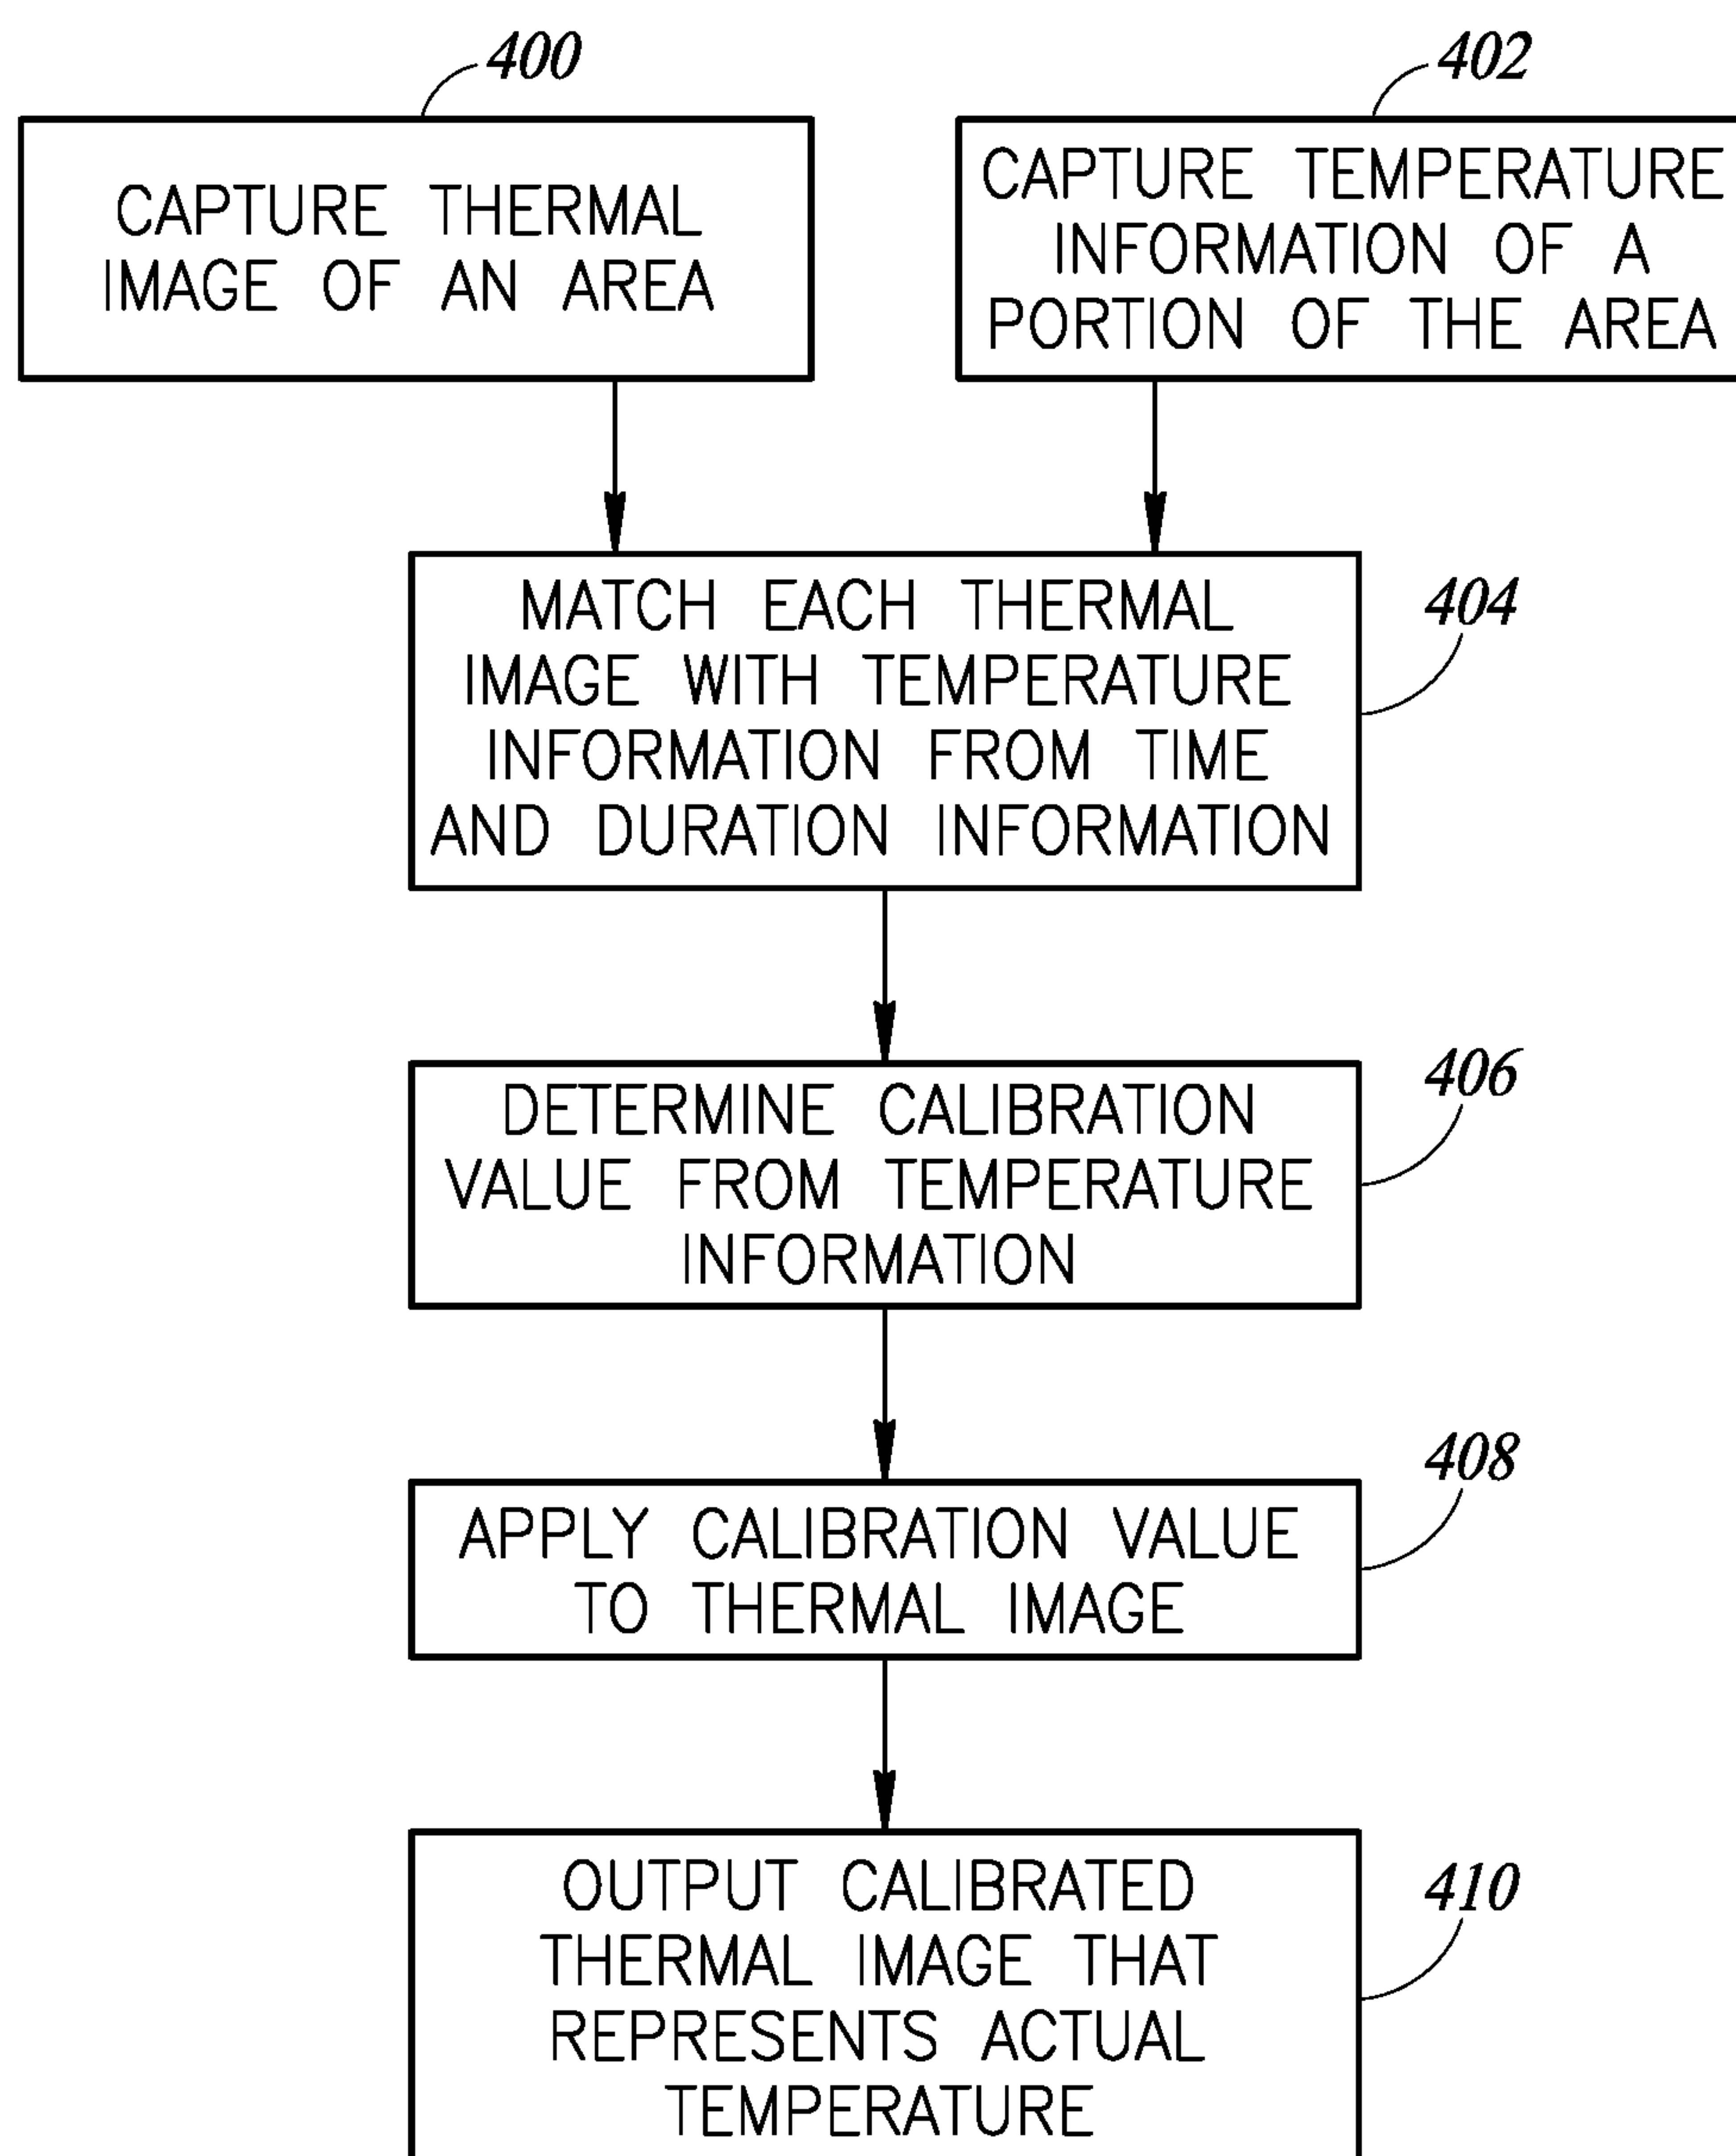 400
CAPTURE THERMAL
IMAGE OF AN AREA
402
CAPTURE TEMPERATURE
INFORMATION OF A
PORTION OF THE AREA
404
MATCH EACH THERMAL
IMAGE WITH TEMPERATURE
INFORMATION FROM TIME
AND DURATION INFORMATION
406
DETERMINE CALIBRATION
VALUE FROM TEMPERATURE
INFORMATION
408
APPLY CALIBRATION VALUE
TO THERMAL IMAGE
410
OUTPUT CALIBRATED
THERMAL IMAGE THAT
REPRESENTS ACTUAL
TEMPERATURE